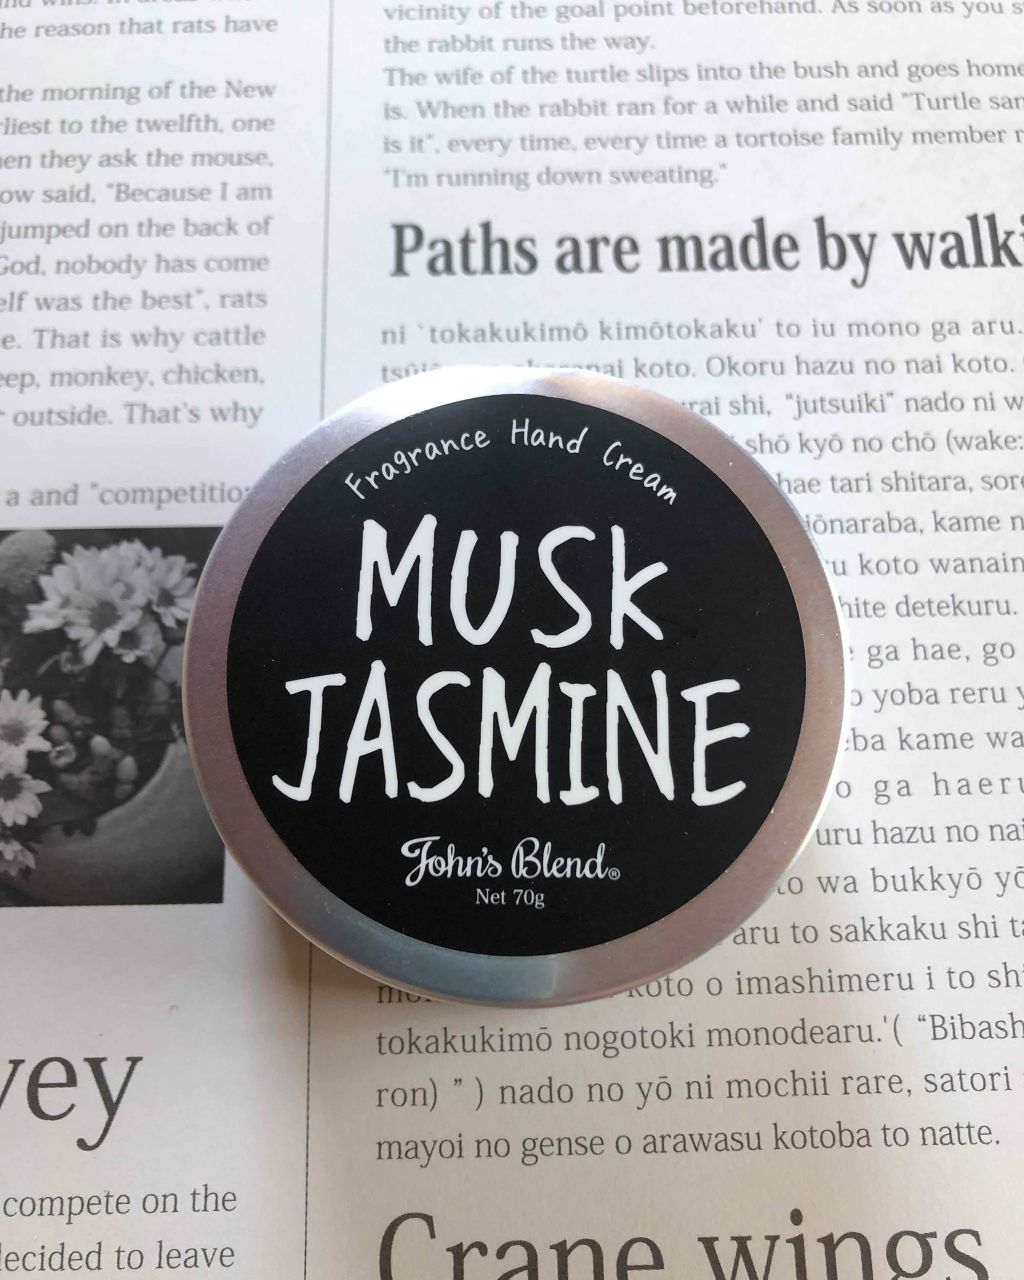 the reason that rats have
the morning of the New
liest to the twelfth, one
en they ask the mouse,
ow said, "Because I am
jumped on the back of
God, nobody has come
elf was the best", rats
e. That is why cattle
eep, monkey, chicken,
outside. That's why
a and "competitio
vicinity of the goal point beforehand. As soon as you s
the rabbit runs the way.
The wife of the turtle slips into the bush and goes home
is. When the rabbit ran for a while and said "Turtle san
is it", every time, every time a tortoise family member r
"I'm running down sweating."
Paths are made by walki
ni `tokakukimō kimōtokaku' to iu mono ga aru.
nai koto. Okoru hazu no nai koto.
rai shi, "jutsuiki" nado ni w
shō kyō no chō (wake:
hae tari shitara, sore
iōnaraba, kame n
u koto wanain
hite detekuru.
ga hae, go
o yoba reru y
ba kame wa
o ga haeru
uru hazu no nai
to wa bukkyō yō
aru to sakkaku shi ta
koto o imashimeru i to shi
tokakukimō nogotoki monodearu.'( "Bibash
ron) " ) nado no yō ni mochii rare, satori
mayoi no gense o arawasu kotoba to natte.
Crane wings
Fragrance Hand Cream
MUSK
JASMINE
John's Blend®
Net 70g
vey
compete on the
decided to leave